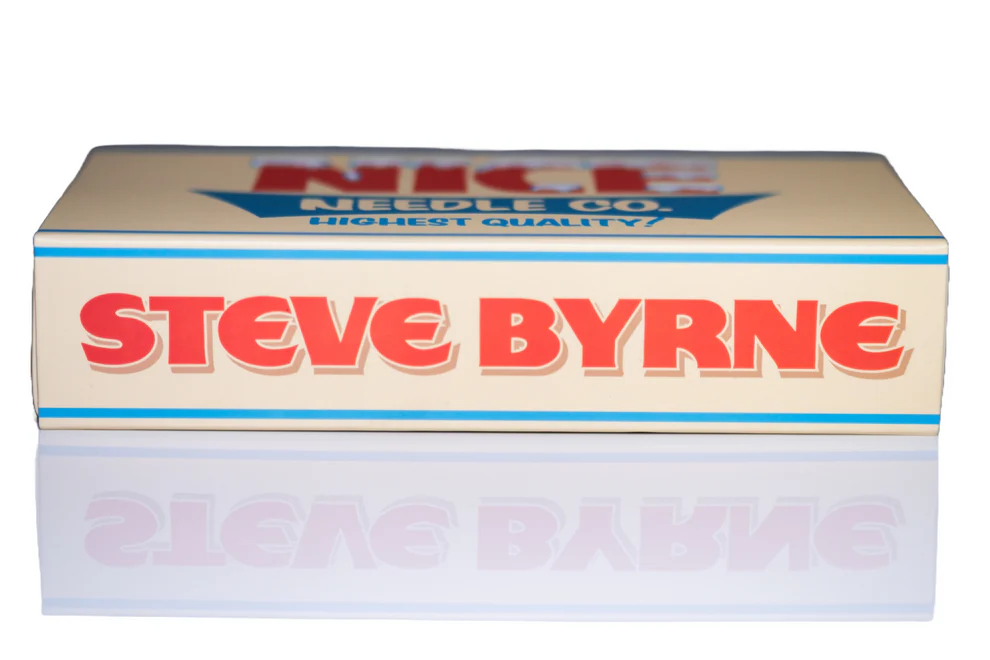 NICE
NEEDLE CO.
HIGHEST QUALITY!
STEVE BYRNE